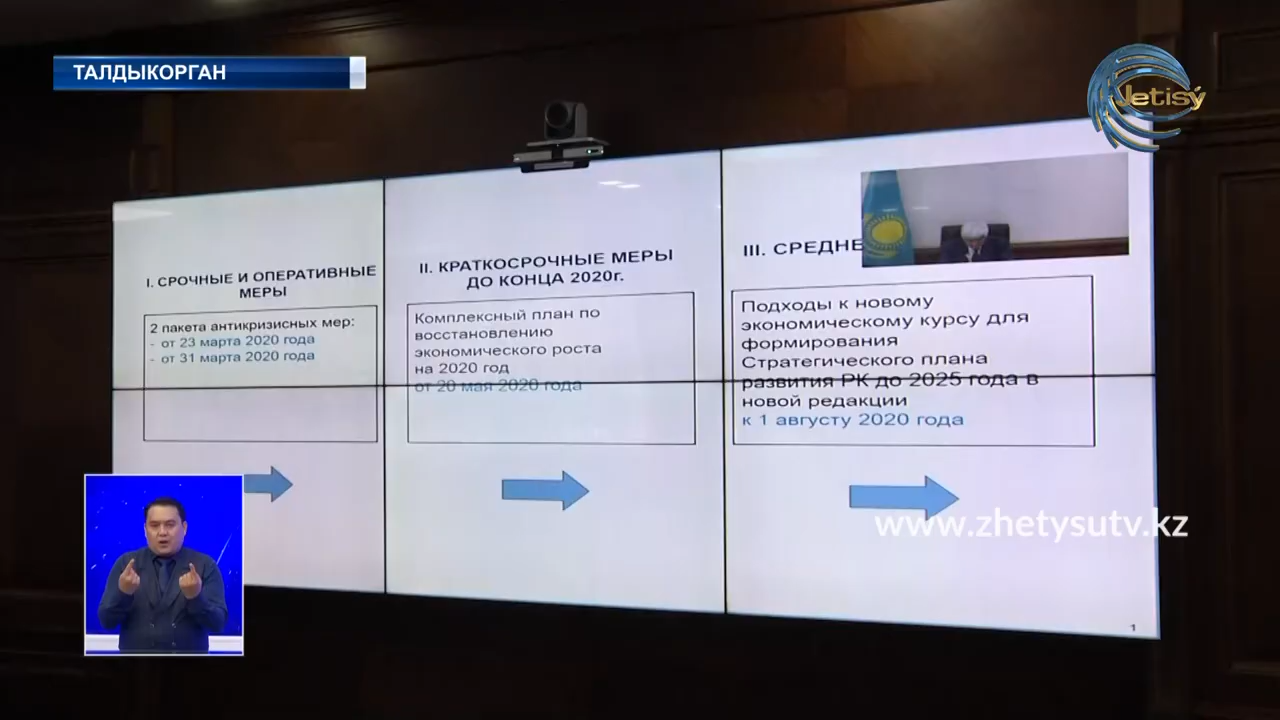 ТАЛДЫКОРГАН
Jetisý
I. СРОЧНЫЕ И ОПЕРАТИВНЫЕ
МЕРЫ
2 пакета антикризисных мер:
- от 23 марта 2020 года
- от 31 марта 2020 года
II. КРАТКОСРОЧНЫЕ МЕРЫ
ДО КОНЦА 2020г.
Комплексный план по
восстановлению
экономического роста
на 2020 год
от 20 мая 2020 года
III. СРЕДНЕ
Подходы к новому
экономическому курсу для
формирования
Стратегического плана
развития РК до 2025 года в
новой редакции
к 1 августу 2020 года
www.zhetysutv.kz
1